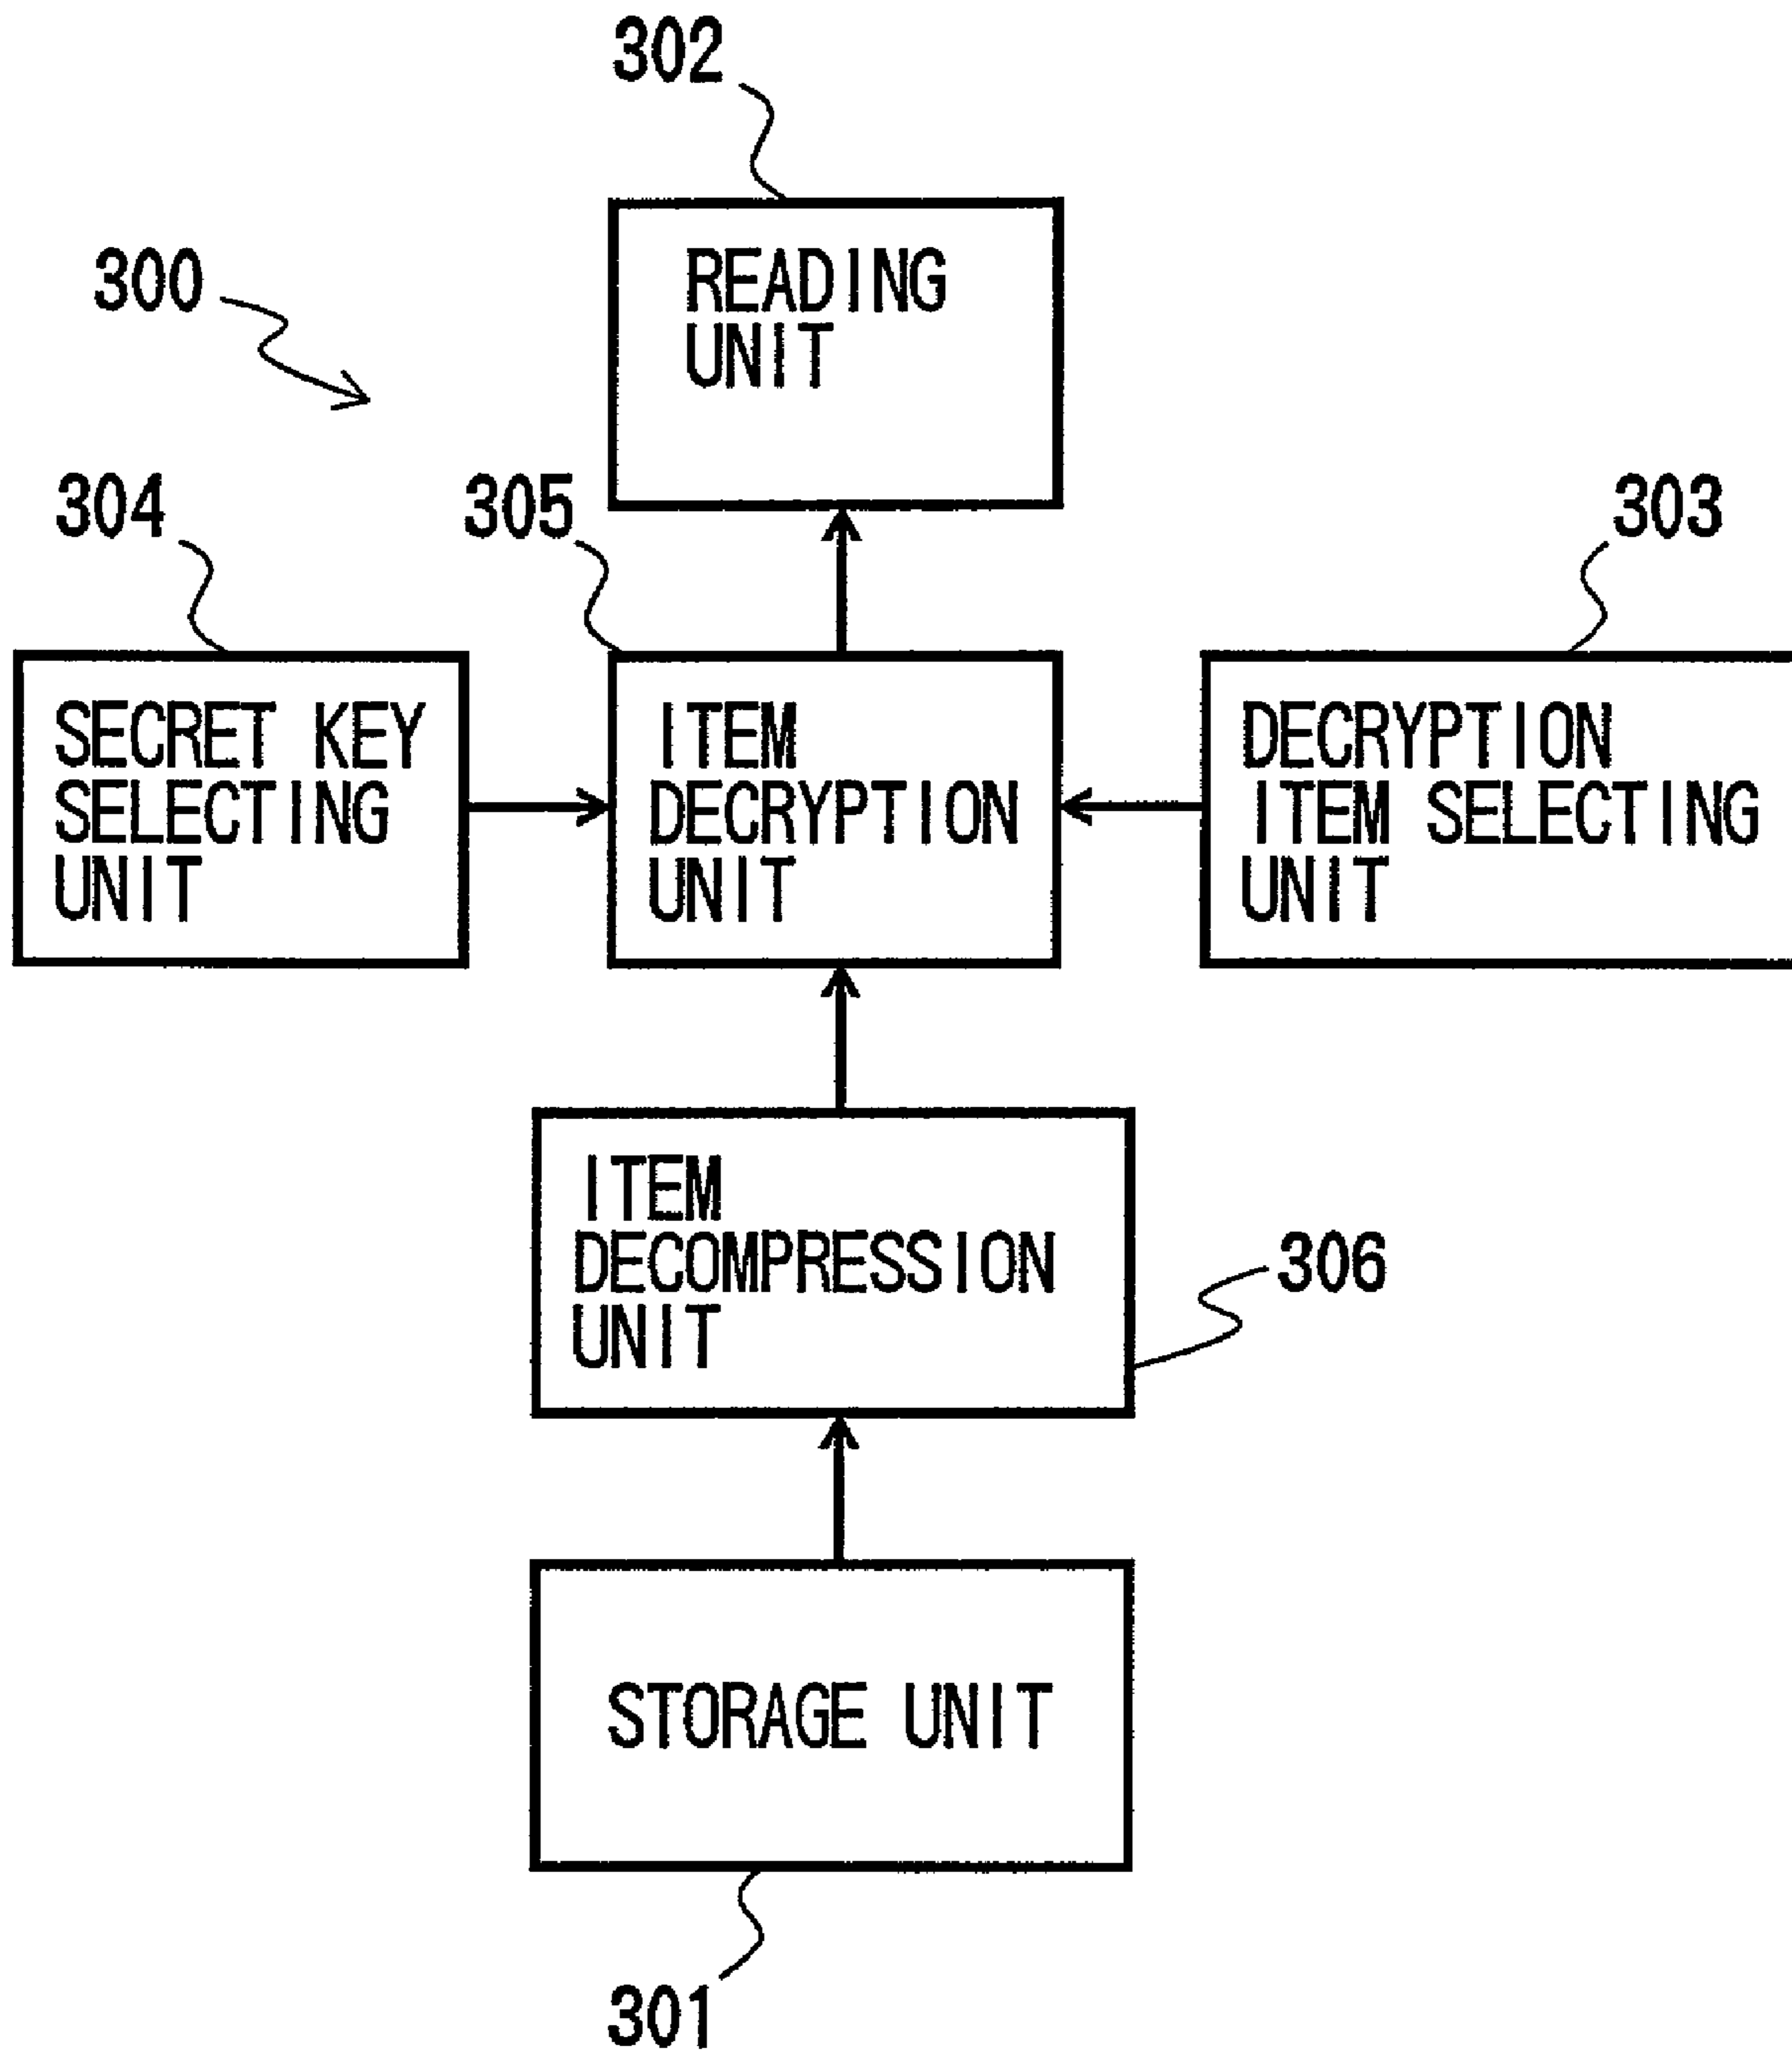 302
READING
UNIT
300
304
305
303
SECRET KEY
SELECTING
UNIT
ITEM
DECRYPTION
UNIT
DECRYPTION
ITEM SELECTING
UNIT
ITEM
DECOMPRESSION
UNIT
306
STORAGE UNIT
301